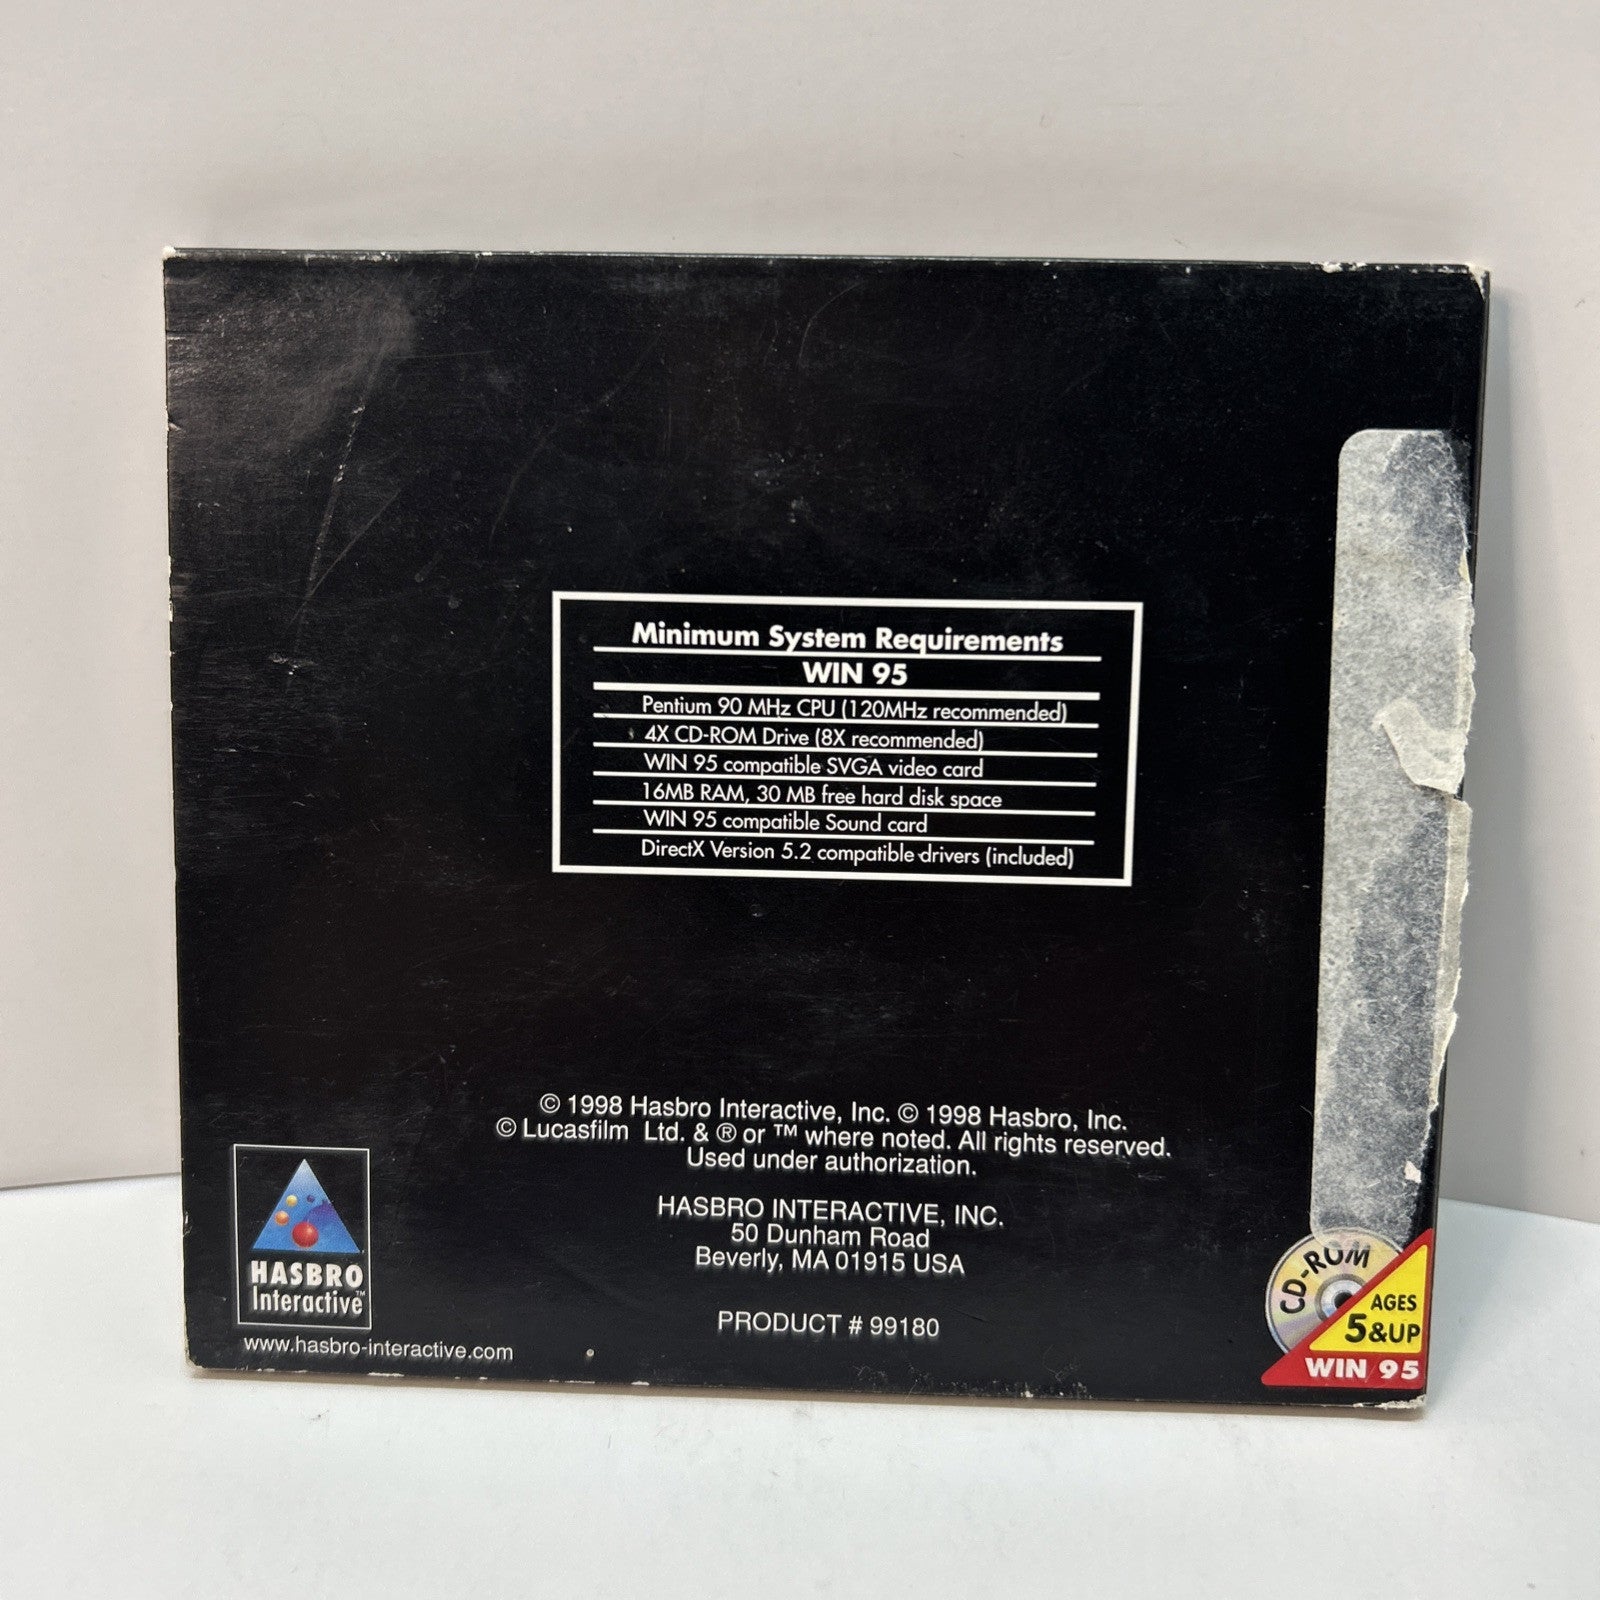 Minimum System Requirements
WIN 95
Pentium 90 MHz CPU (120MHz recommended)
4X CD-ROM Drive (8X recommended)
WIN 95 compatible SVGA video card
16MB RAM, 30 MB free hard disk space
WIN 95 compatible Sound card
DirectX Version 5.2 compatible drivers (included)
© 1998 Hasbro Interactive, Inc. © 1998 Hasbro, Inc.
© Lucasfilm Ltd. & ® or ™ where noted. All rights reserved.
Used under authorization.
HASBRO INTERACTIVE, INC.
50 Dunham Road
Beverly, MA 01915 USA
PRODUCT # 99180
HASBRO
Interactive™
www.hasbro-interactive.com
CD-ROM
AGES
5&UP
WIN 95